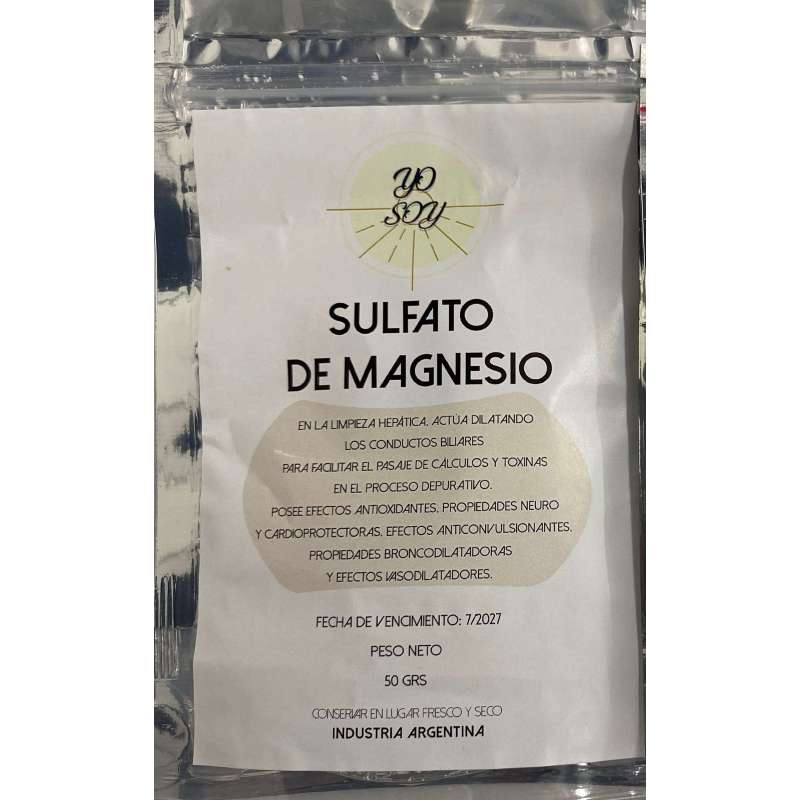 YO
SOY
SULFATO
DE MAGNESIO
EN LA LIMPIEZA HEPÁTICA, ACTÚA DILATANDO
LOS CONDUCTOS BILIARES
PARA FACILITAR EL PASAJE DE CÁLCULOS Y TOXINAS
EN EL PROCESO DEPURATIVO.
POSEE EFECTOS ANTIOXIDANTES, PROPIEDADES NEURO
Y CARDIOPROTECTORAS, EFECTOS ANTICONVULSIONANTES,
PROPIEDADES BRONCODILATADORAS
Y EFECTOS VASODILATADORES.
FECHA DE VENCIMIENTO: 7/2027
PESO NETO
50 GRS
CONSERVAR EN LUGAR FRESCO Y SECO
INDUSTRIA ARGENTINA